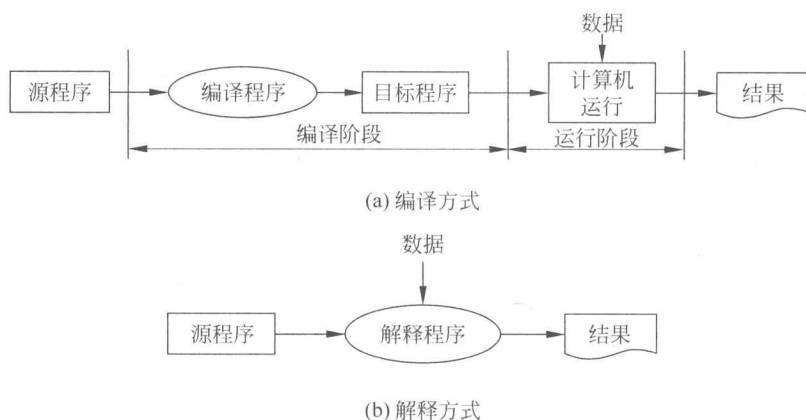 数据
源程序
编译程序
目标程序
计算机
运行
结果
编译阶段
运行阶段
(a) 编译方式
数据
源程序
解释程序
结果
(b) 解释方式